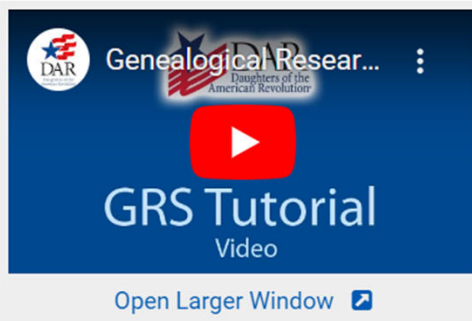 DAR
Genealogical Resear...
DAR
Daughters of the
American Revolution
GRS Tutorial
Video
Open Larger Window